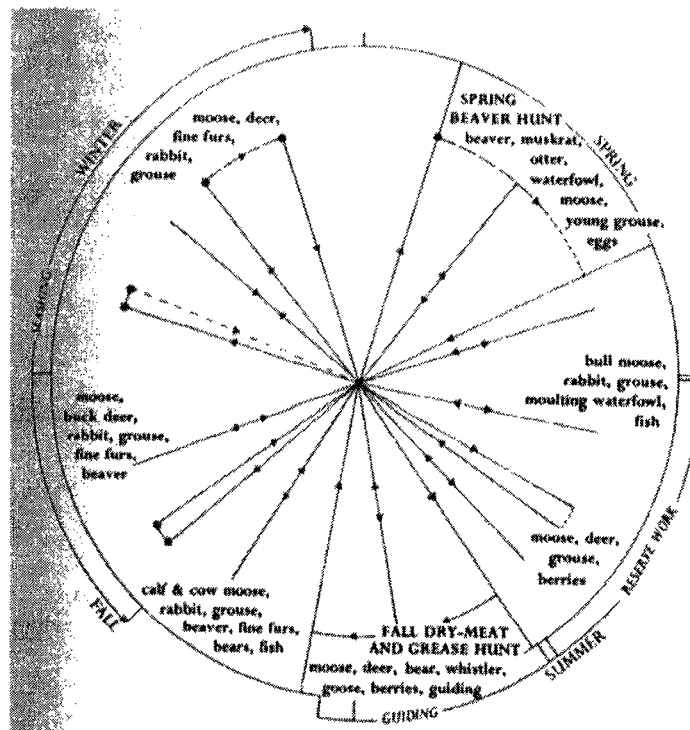 WINTER
moose, deer,
fine furs,
rabbit,
grouse
SPRING
BEAVER HUNT
beaver, muskrat,
otter,
waterfowl,
moose,
young grouse,
eggs
SPRING
SLASHING
bull moose,
rabbit, grouse,
moulting waterfowl,
fish
moose,
buck deer,
rabbit, grouse,
fine furs,
beaver
moose, deer,
grouse,
berries
RESERVE WORK
FALL
calf & cow moose,
rabbit, grouse,
beaver, fine furs,
bears, fish
FALL DRY-MEAT
AND GREASE HUNT
moose, deer, bear, whistler,
goose, berries, guiding
SUMMER
GUIDING